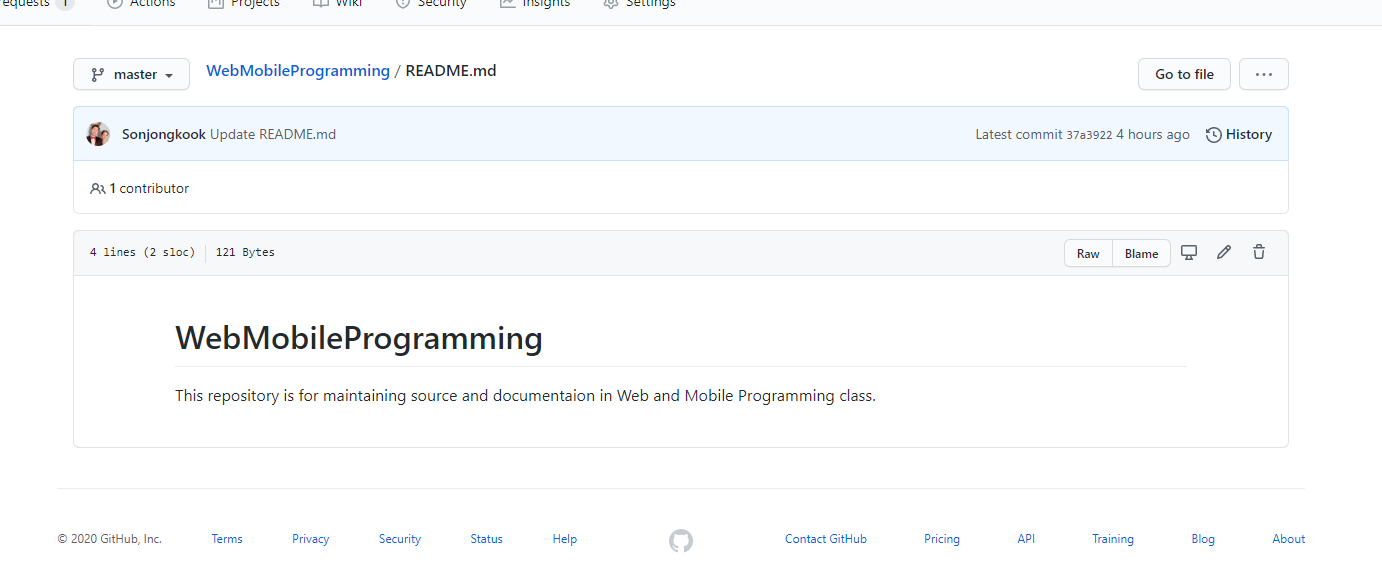 requests 1 Actions Projects Wiki Security Insights Settings
master WebMobileProgramming / README.md Go to file ...
Sonjongkook Update README.md Latest commit 37a3922 4 hours ago History
1 contributor
4 lines (2 sloc) 121 Bytes Raw Blame
WebMobileProgramming
This repository is for maintaining source and documentaion in Web and Mobile Programming class.
© 2020 GitHub, Inc. Terms Privacy Security Status Help Contact GitHub Pricing API Training Blog About